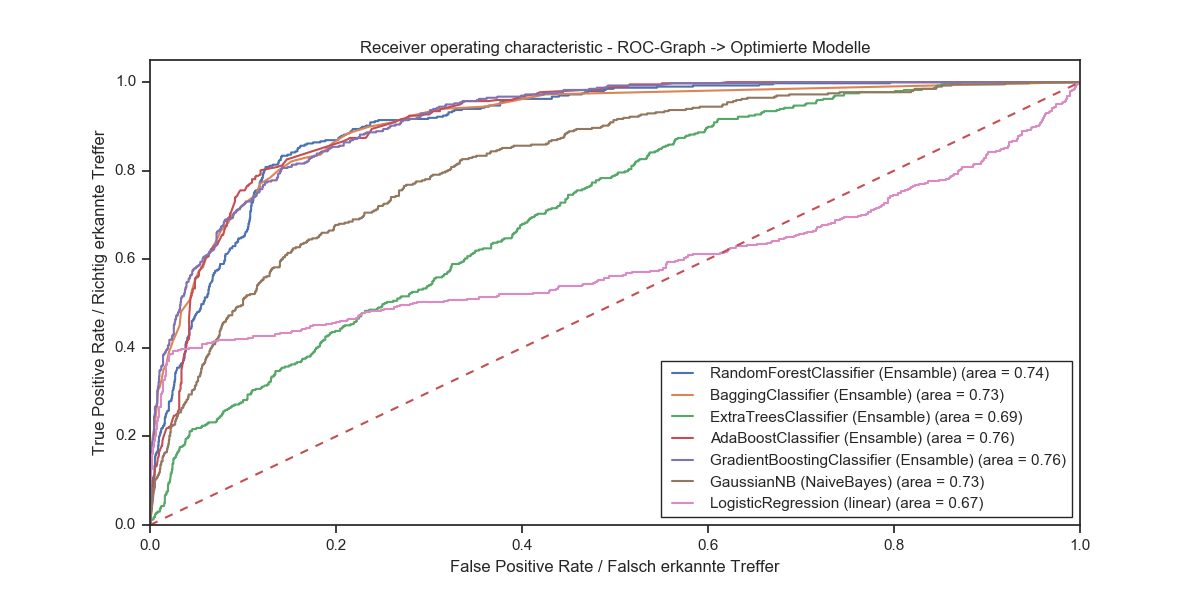 Receiver operating characteristic - ROC-Graph -> Optimierte Modelle
True Positive Rate / Richtig erkannte Treffer
1.0
0.8
0.6
0.4
0.2
0.0
RandomForestClassifier (Ensamble) (area = 0.74)
BaggingClassifier (Ensamble) (area = 0.73)
ExtraTreesClassifier (Ensamble) (area = 0.69)
AdaBoostClassifier (Ensamble) (area = 0.76)
GradientBoostingClassifier (Ensamble) (area = 0.76)
GaussianNB (NaiveBayes) (area = 0.73)
LogisticRegression (linear) (area = 0.67)
0.0 0.2 0.4 0.6 0.8 1.0
False Positive Rate / Falsch erkannte Treffer